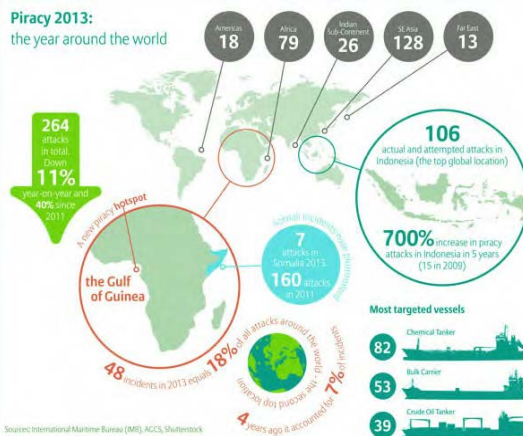 Piracy 2013:
the year around the world
Americas
18
Africa
79
Indian
Sub-Continent
26
SE Asia
128
Far East
13
264
attacks
in total.
Down
11%
year-on-year and
40% since
2011
106
actual and attempted attacks in
Indonesia (the top global location)
700% increase in piracy
attacks in Indonesia in 5 years
(15 in 2009)
A new piracy hotspot
the Gulf
of Guinea
Somali incidents
7
attacks in
Somalia 2013
160 attacks
in 2011
48 incidents in 2013 equals 18% of all attacks around the world - the second top location
4 years ago it accounted for 7% of incidents
Most targeted vessels
82
Chemical Tanker
53
Bulk Carrier
39
Crude Oil Tanker
Sources: International Maritime Bureau (IMB), AGCS, Shutterstock